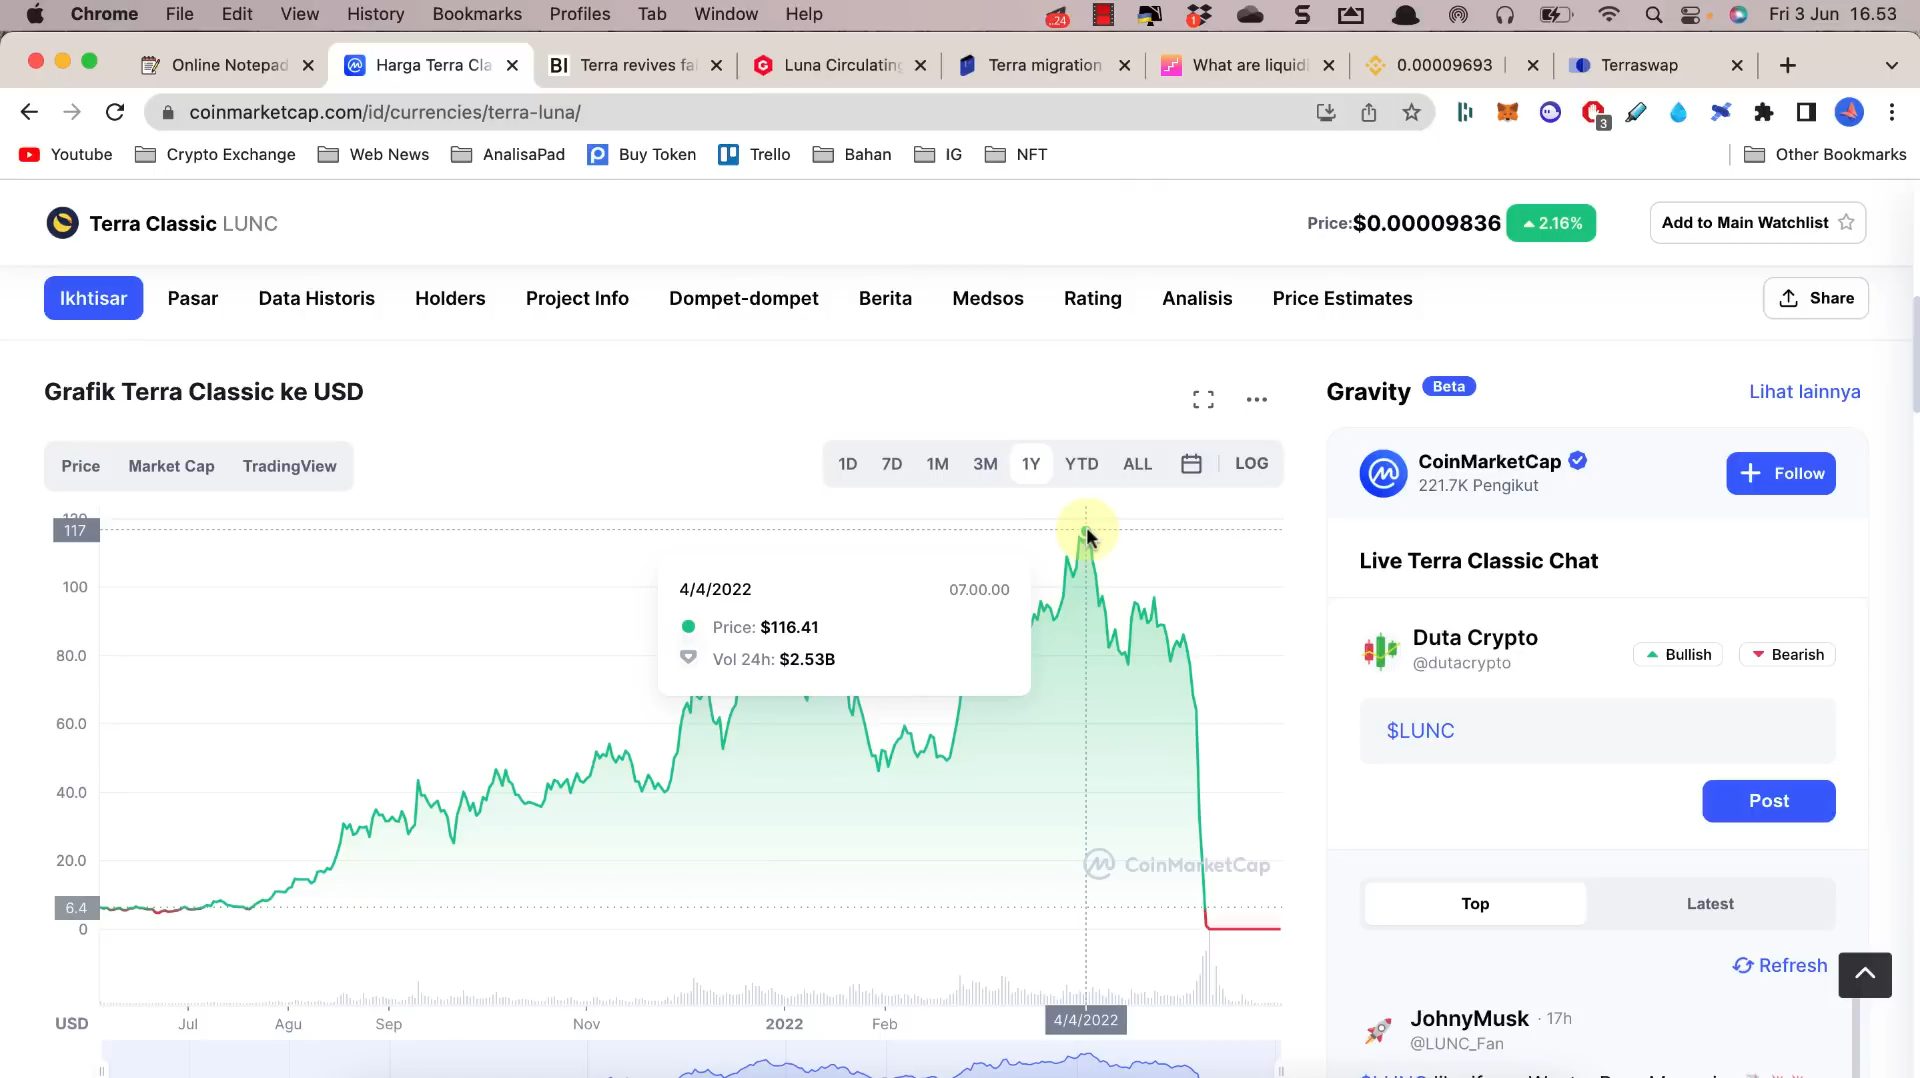 Chrome File Edit View History Bookmarks Profiles Tab Window Help ..24 1 Fri 3 Jun 16.53
Online Notepad Harga Terra Cla BI Terra revives fa Luna Circulating Terra migration What are liquid 0.00009693 | Terraswap
coinmarketcap.com/id/currencies/terra-luna/ 3
Youtube Crypto Exchange Web News AnalisaPad Buy Token Trello Bahan IG NFT Other Bookmarks
Terra Classic LUNC Price:$0.00009836 2.16% Add to Main Watchlist
Ikhtisar Pasar Data Historis Holders Project Info Dompet-dompet Berita Medsos Rating Analisis Price Estimates Share
Grafik Terra Classic ke USD
Price Market Cap TradingView 1D 7D 1M 3M 1Y YTD ALL LOG
117
100
80.0
60.0
40.0
20.0
6.4
0
4/4/2022 07.00.00
Price: $116.41
Vol 24h: $2.53B
CoinMarketCap
USD Jul Agu Sep Nov 2022 Feb 4/4/2022
Gravity Beta Lihat lainnya
CoinMarketCap
221.7K Pengikut
Follow
Live Terra Classic Chat
Duta Crypto
@dutacrypto
Bullish Bearish
$LUNC
Post
Top Latest
Refresh
JohnyMusk · 17h
@LUNC_Fan